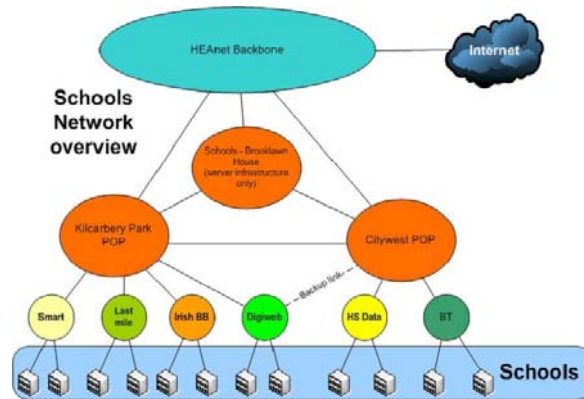 HEAnet Backbone
Internet
Schools
Network
overview
Schools - Brooklawn
House
(server infrastructure
only)
Kilcarbery Park
POP
Citywest POP
Backup link
Smart
Last
mile
Irish BB
Digiweb
HS Data
BT
Schools